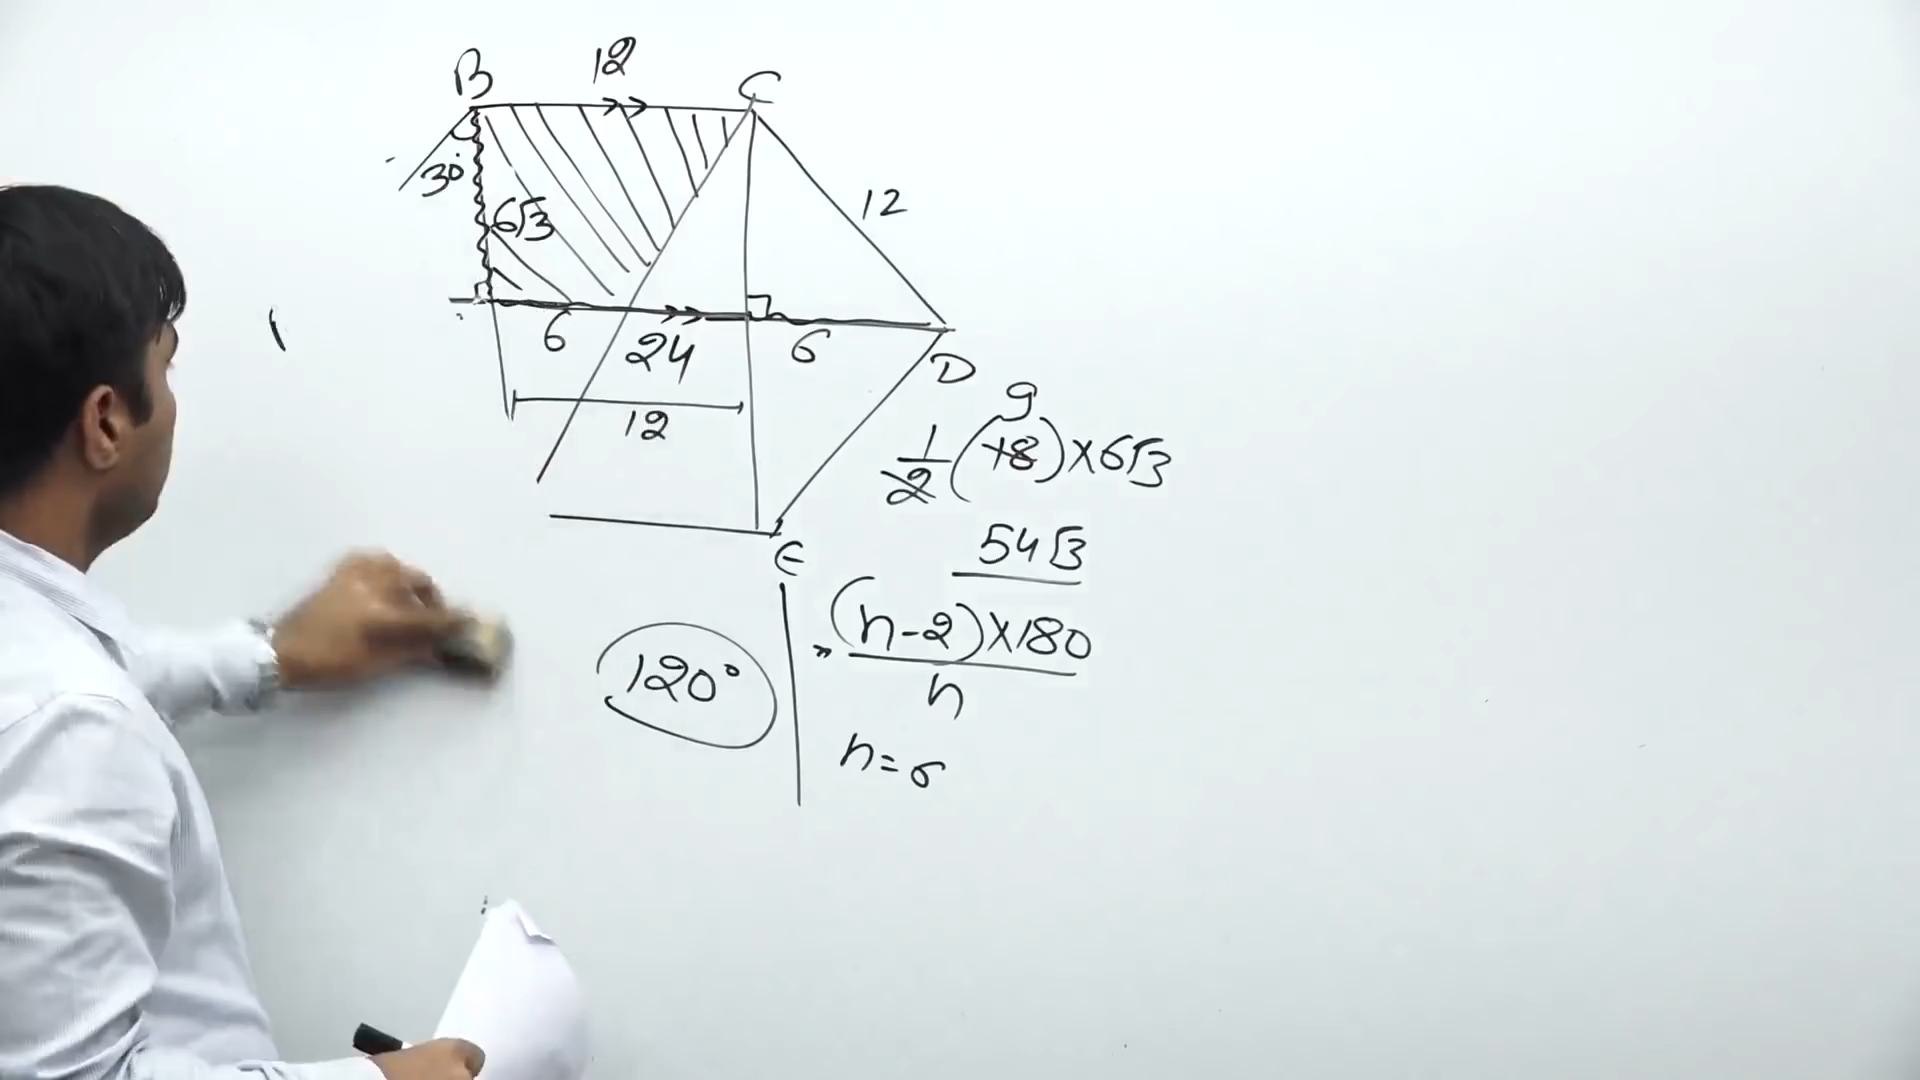 12
B
C
30°
6√3
12
6
24
6
D
12
9
1/2 (18) × 6√3
54√3
E
(n-2)×180
n
120°
n=6